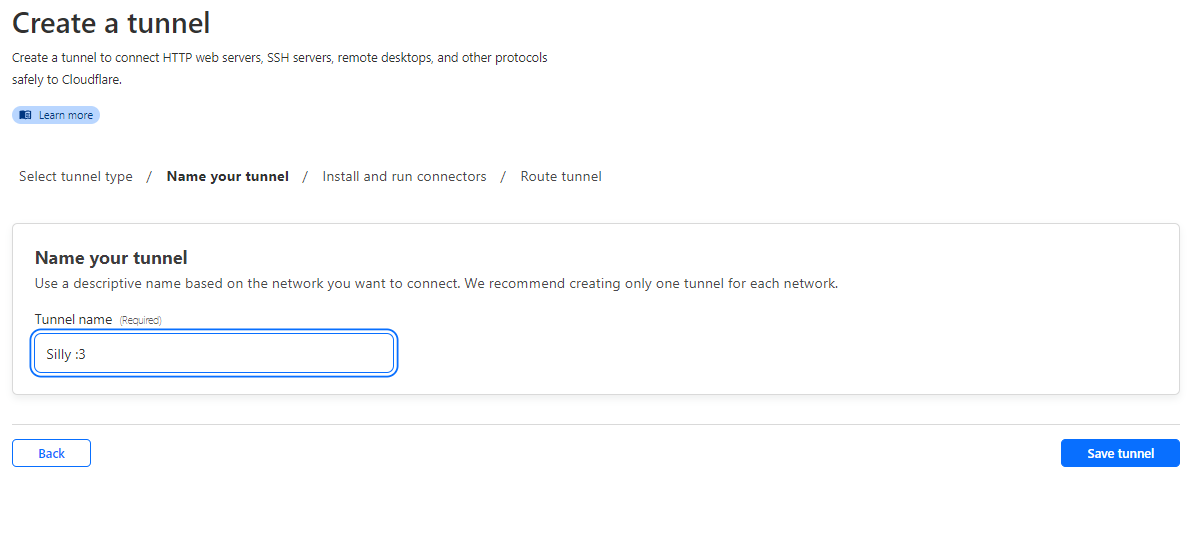 Create a tunnel
Create a tunnel to connect HTTP web servers, SSH servers, remote desktops, and other protocols
safely to Cloudflare.
Learn more
Select tunnel type / Name your tunnel / Install and run connectors / Route tunnel
Name your tunnel
Use a descriptive name based on the network you want to connect. We recommend creating only one tunnel for each network.
Tunnel name (Required)
Silly :3
Back Save tunnel